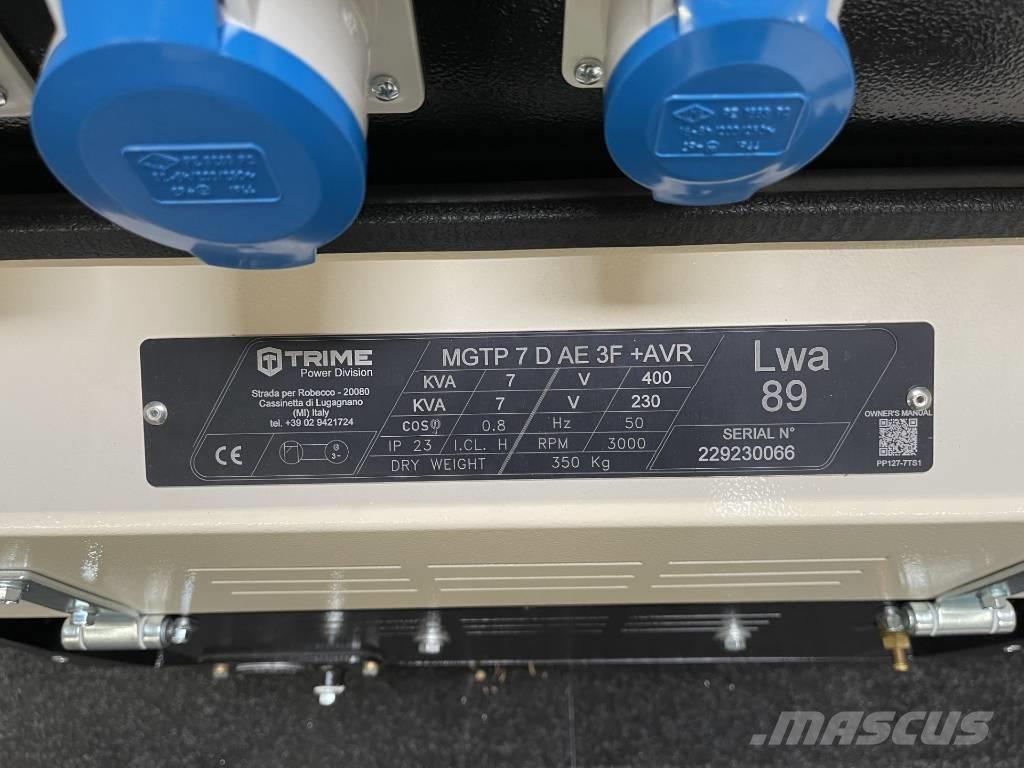 TRIME
Power Division
Strada per Robecco - 20080
Cassinetta di Lugagnano
(MI) Italy
tel. +39 02 9421724
CE
3~
MGTP 7 D AE 3F +AVR
KVA 7 V 400
KVA 7 V 230
COSφ 0.8 Hz 50
IP 23 I.CL. H RPM 3000
DRY WEIGHT 350 Kg
Lwa
89
SERIAL N°
229230066
OWNER'S MANUAL
PP127-7TS1
MASCUS